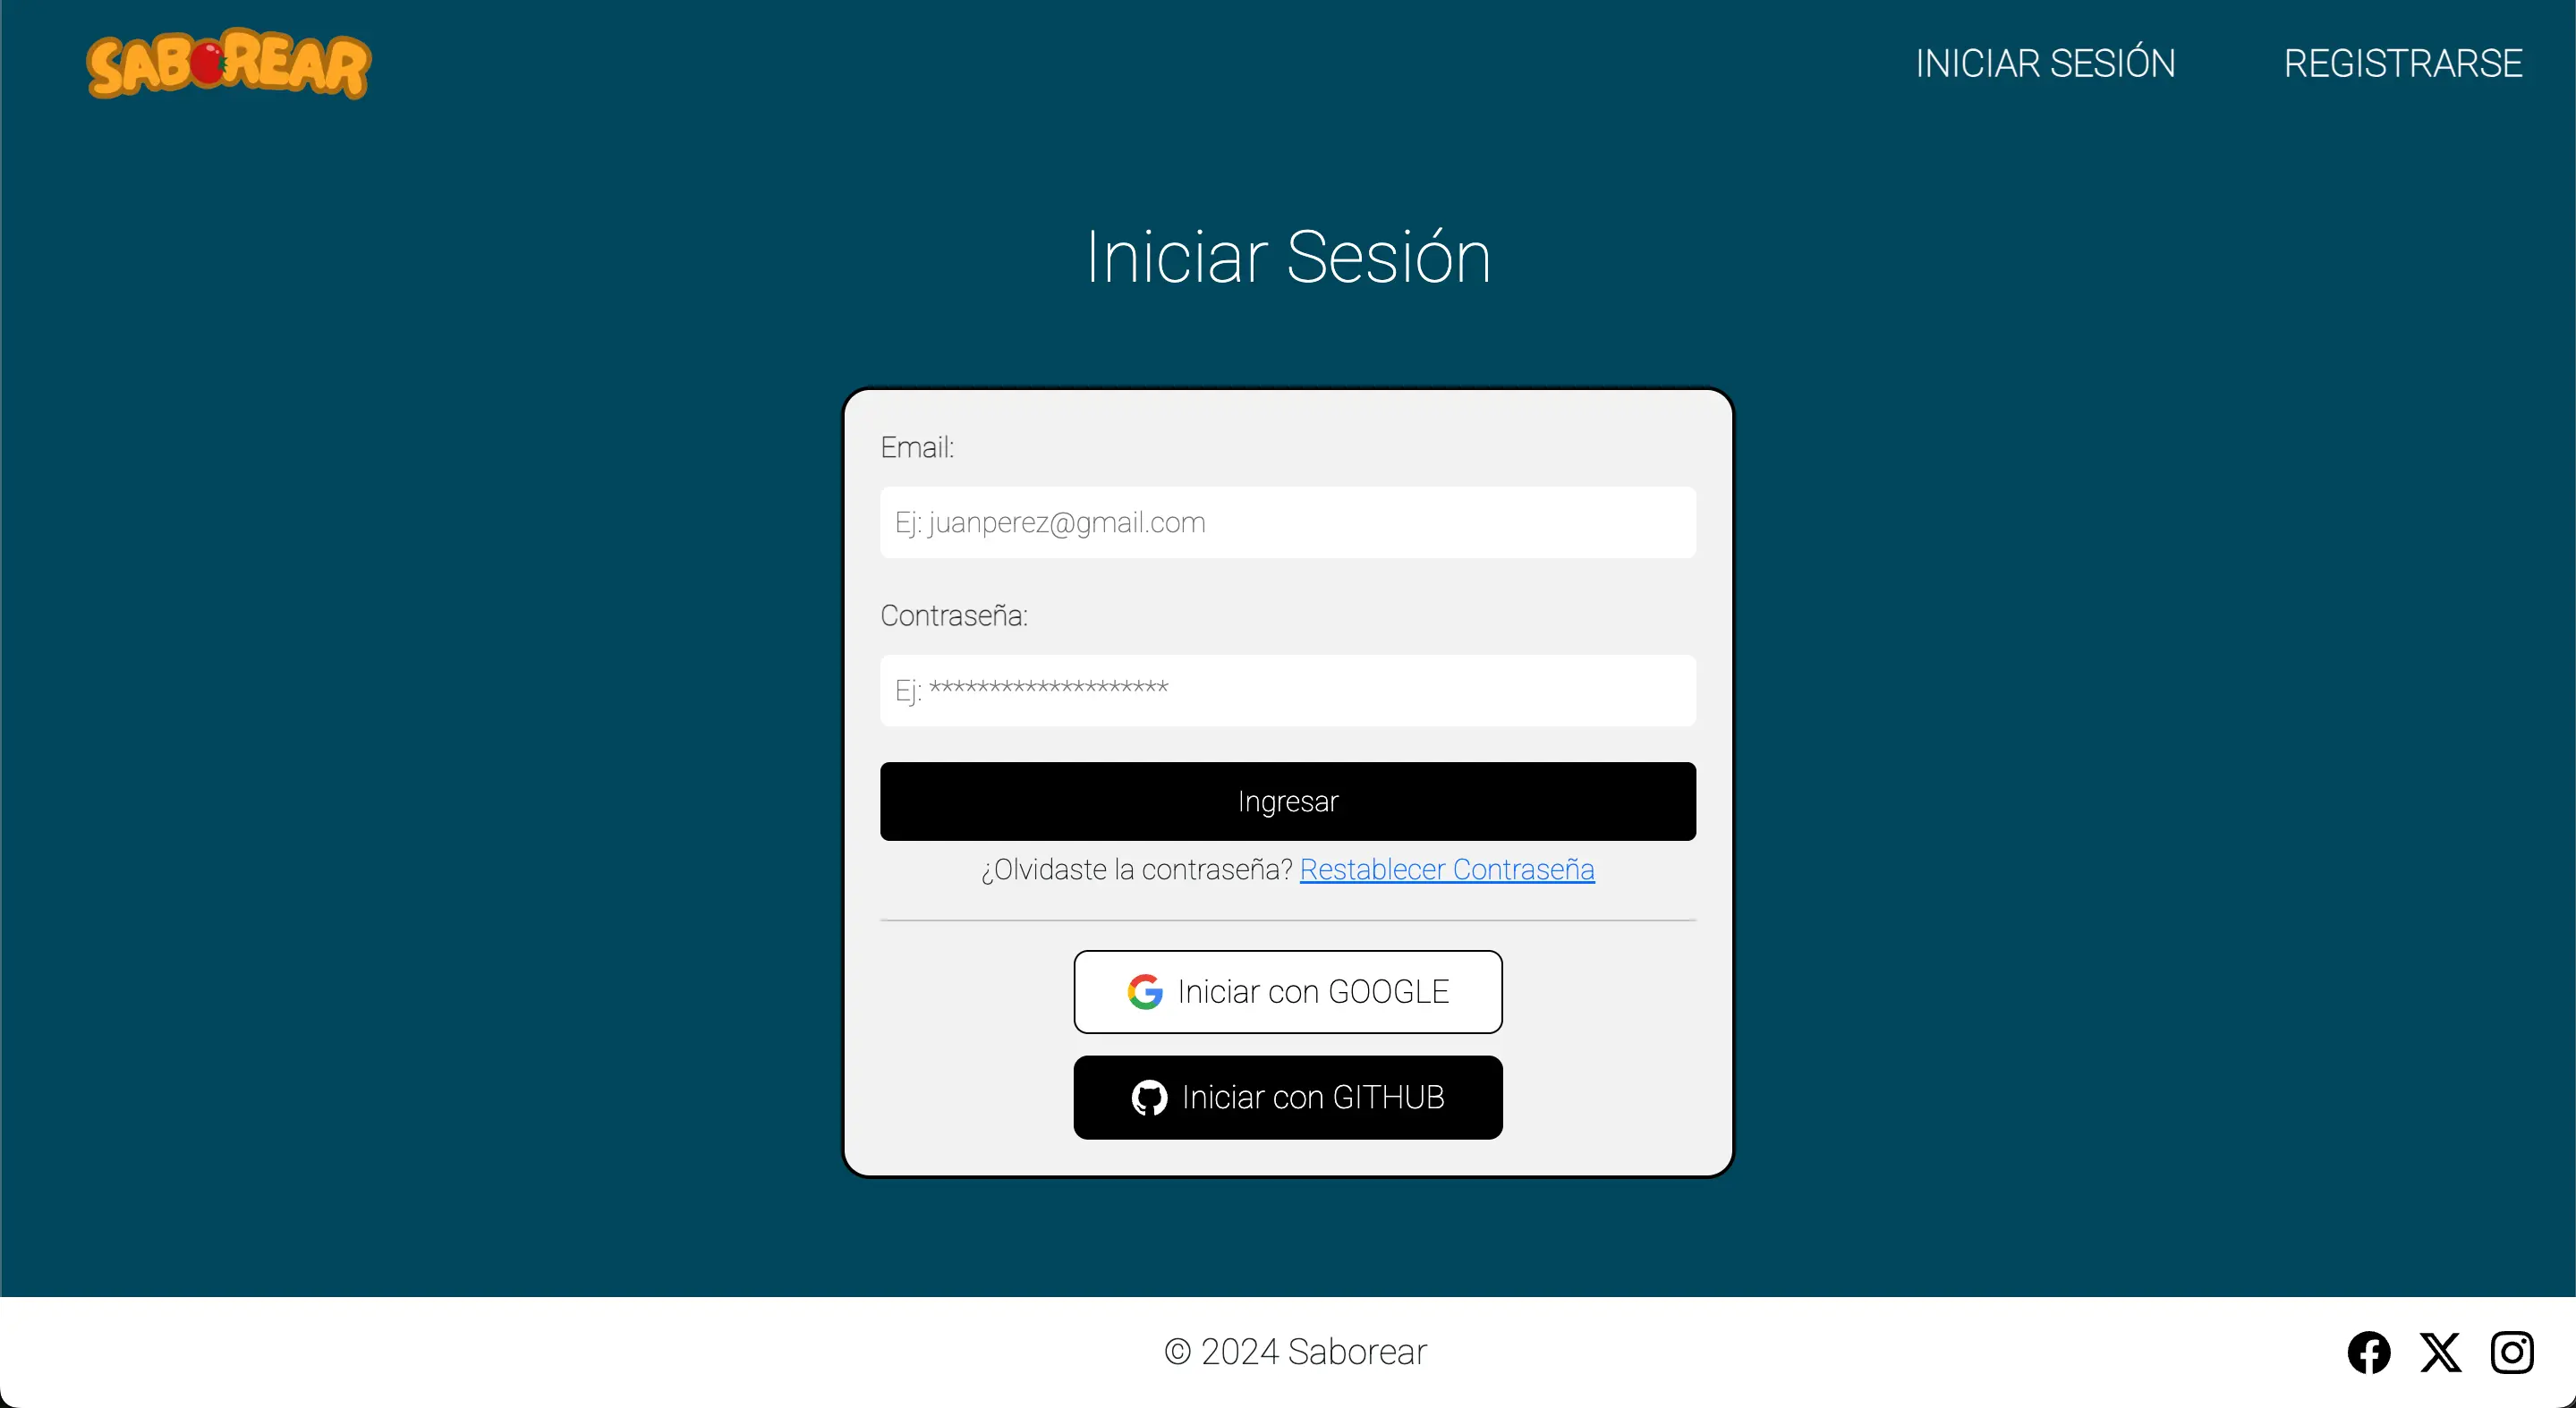 SABOREAR
INICIAR SESIÓN
REGISTRARSE
Iniciar Sesión
Email:
Ej: juanperez@gmail.com
Contraseña:
Ej: ********************
Ingresar
¿Olvidaste la contraseña? Restablecer Contraseña
Iniciar con GOOGLE
Iniciar con GITHUB
© 2024 Saborear